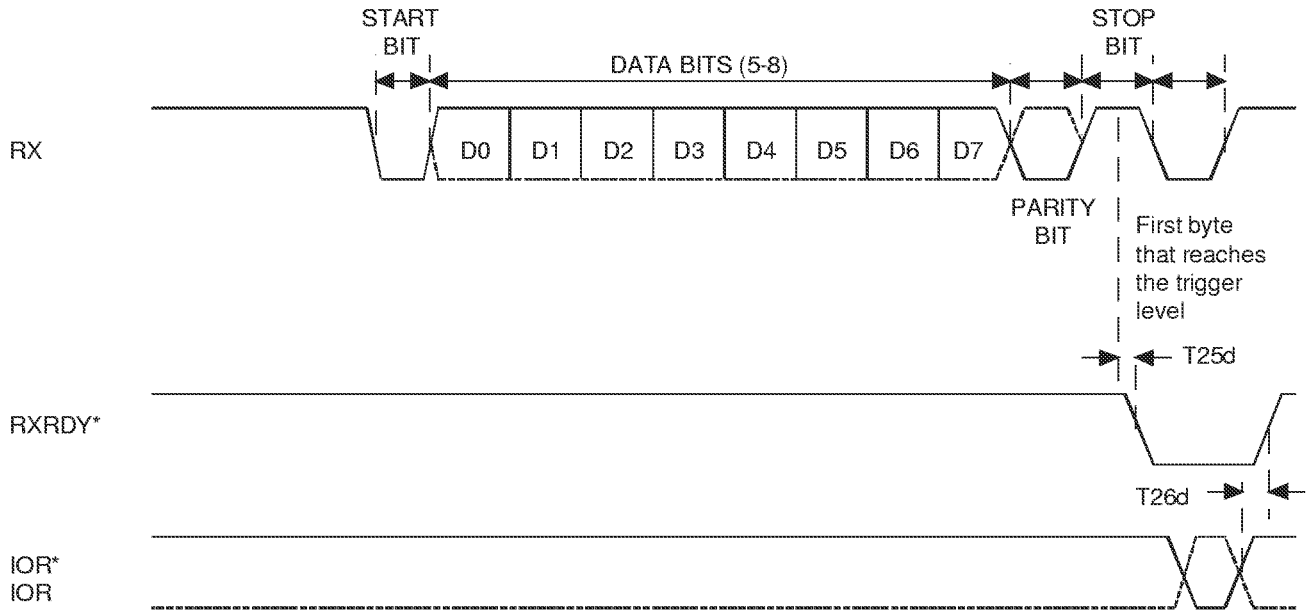 START
BIT
STOP
BIT
DATA BITS (5-8)
RX
D0 D1 D2 D3 D4 D5 D6 D7
PARITY
BIT
First byte
that reaches
the trigger
level
T25d
RXRDY*
T26d
IOR*
IOR